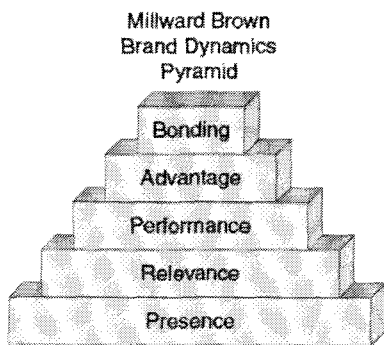 Millward Brown
Brand Dynamics
Pyramid
Bonding
Advantage
Performance
Relevance
Presence